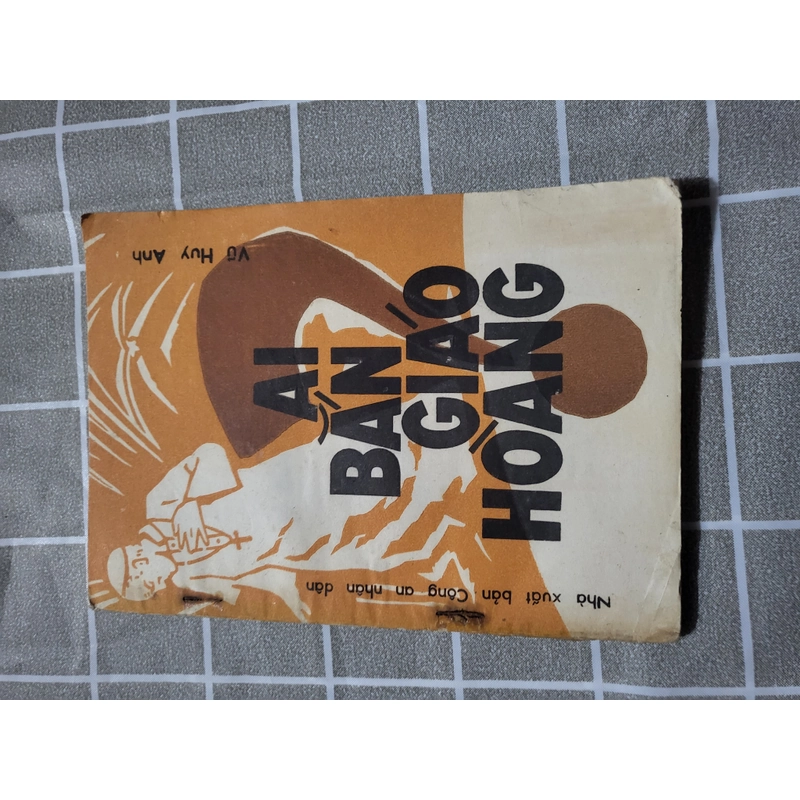 Vũ Huy Anh
AI
BẮN
GIÁO
HOÀNG
Nhà xuất bản Công an nhân dân